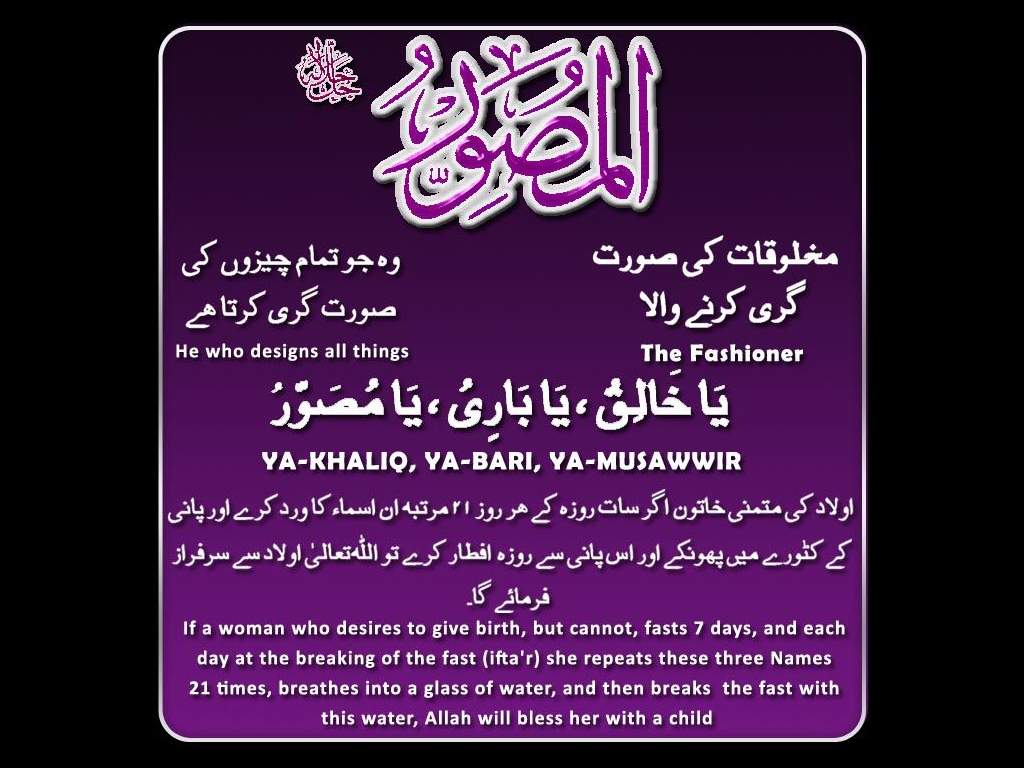 المصوِّر
جل جلاله
مخلوقات کی صورت
گری کرنے والا
The Fashioner
وہ جو تمام چیزوں کی
صورت گری کرتا ھے
He who designs all things
يَا خَالِقُ ، يَا بَارِئُ ، يَا مُصَوِّرُ
YA-KHALIQ, YA-BARI, YA-MUSAWWIR
اولاد کی متمنی خاتون اگر سات روزہ کے ھر روز ۲۱ مرتبہ ان اسماء کا ورد کرے اور پانی
کے کٹورے میں پھونکے اور اس پانی سے روزہ افطار کرے تو اللہ تعالیٰ اولاد سے سرفراز
فرمائے گا۔
If a woman who desires to give birth, but cannot, fasts 7 days, and each
day at the breaking of the fast (ifta'r) she repeats these three Names
21 times, breathes into a glass of water, and then breaks the fast with
this water, Allah will bless her with a child